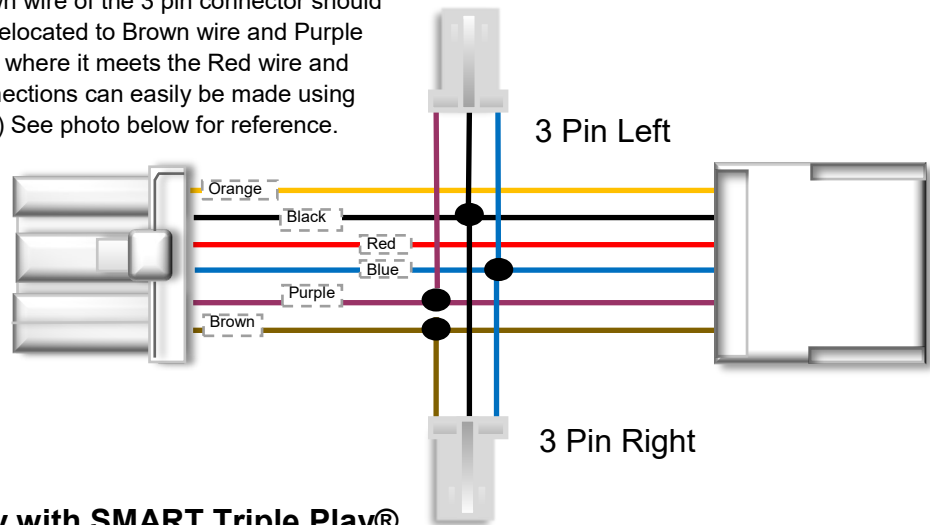 wire of the 3 pin connector should
elocated to Brown wire and Purple
where it meets the Red wire and
nections can easily be made using
) See photo below for reference.
3 Pin Left
Orange
Black
Red
Blue
Purple
Brown
3 Pin Right
with SMART Triple Play®